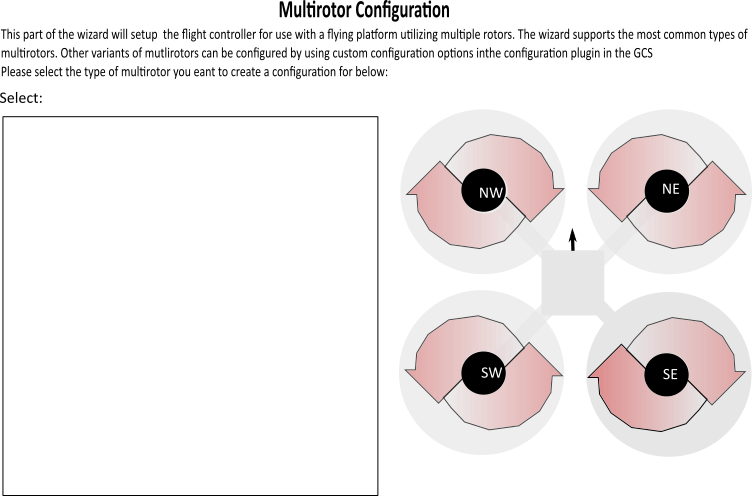 Multirotor Configuration
This part of the wizard will setup the flight controller for use with a flying platform utilizing multiple rotors. The wizard supports the most common types of
multirotors. Other variants of mutlirotors can be configured by using custom configuration options inthe configuration plugin in the GCS
Please select the type of multirotor you eant to create a configuration for below:
Select:
NW
NE
SW
SE